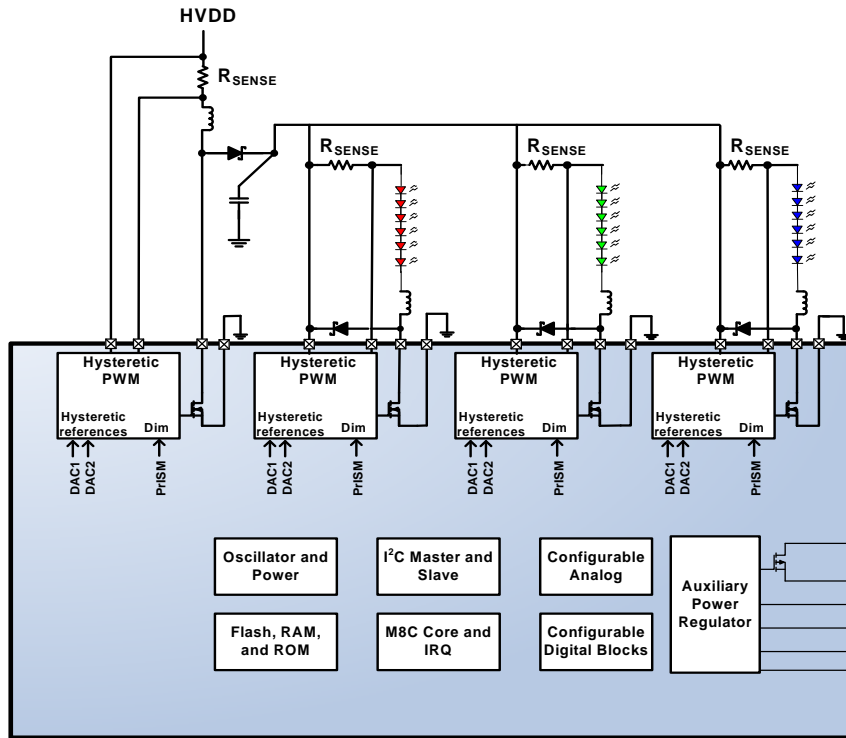 HVDD
RSENSE
RSENSE
RSENSE
RSENSE
Hysteretic
PWM
Hysteretic
references
Dim
DAC1
DAC2
PrISM
Hysteretic
PWM
Hysteretic
references
Dim
DAC1
DAC2
PrISM
Hysteretic
PWM
Hysteretic
references
Dim
DAC1
DAC2
PrISM
Hysteretic
PWM
Hysteretic
references
Dim
DAC1
DAC2
PrISM
Oscillator and
Power
I²C Master and
Slave
Configurable
Analog
Auxiliary
Power
Regulator
Flash, RAM,
and ROM
M8C Core and
IRQ
Configurable
Digital Blocks